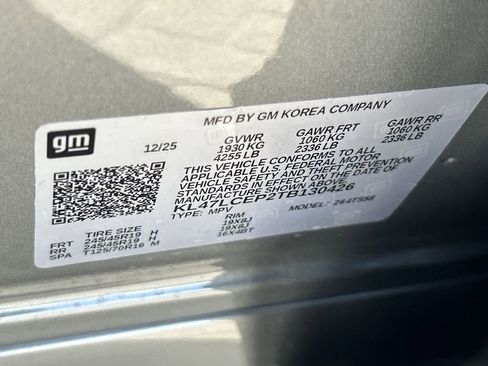 MFD BY GM KOREA COMPANY
gm
12/25 GVWR GAWR FRT GAWR RR
1930 KG 1060 KG 1060 KG
4255 LB 2336 LB 2336 LB
THIS VEHICLE CONFORMS TO ALL
APPLICABLE U.S. FEDERAL MOTOR
VEHICLE SAFETY AND THEFT PREVENTION
STANDARDS IN EFFECT ON THE DATE OF
MANUFACTURE SHOWN ABOVE.
KL47LCEP2TB130426
TYPE: MPV MODEL: 264TS58
TIRE SIZE RIM
FRT 245/45R19 H 19X8J
RR 245/45R19 H 19X8J
SPA T125/70R16 M 16X4BT